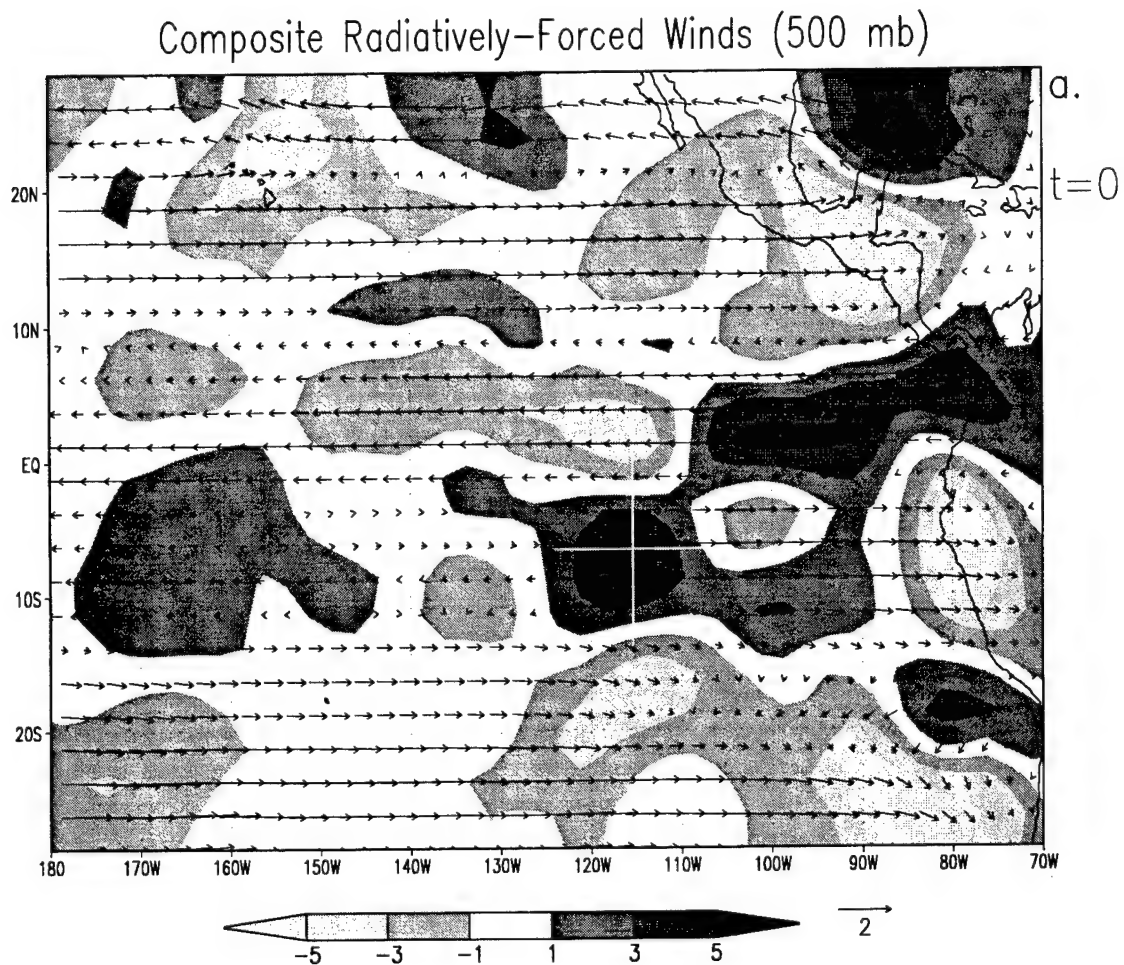 Composite Radiatively-Forced Winds (500 mb)
a.
t=0
20N
10N
EQ
10S
20S
180 170W 160W 150W 140W 130W 120W 110W 100W 90W 80W 70W
-5 -3 -1 1 3 5
2